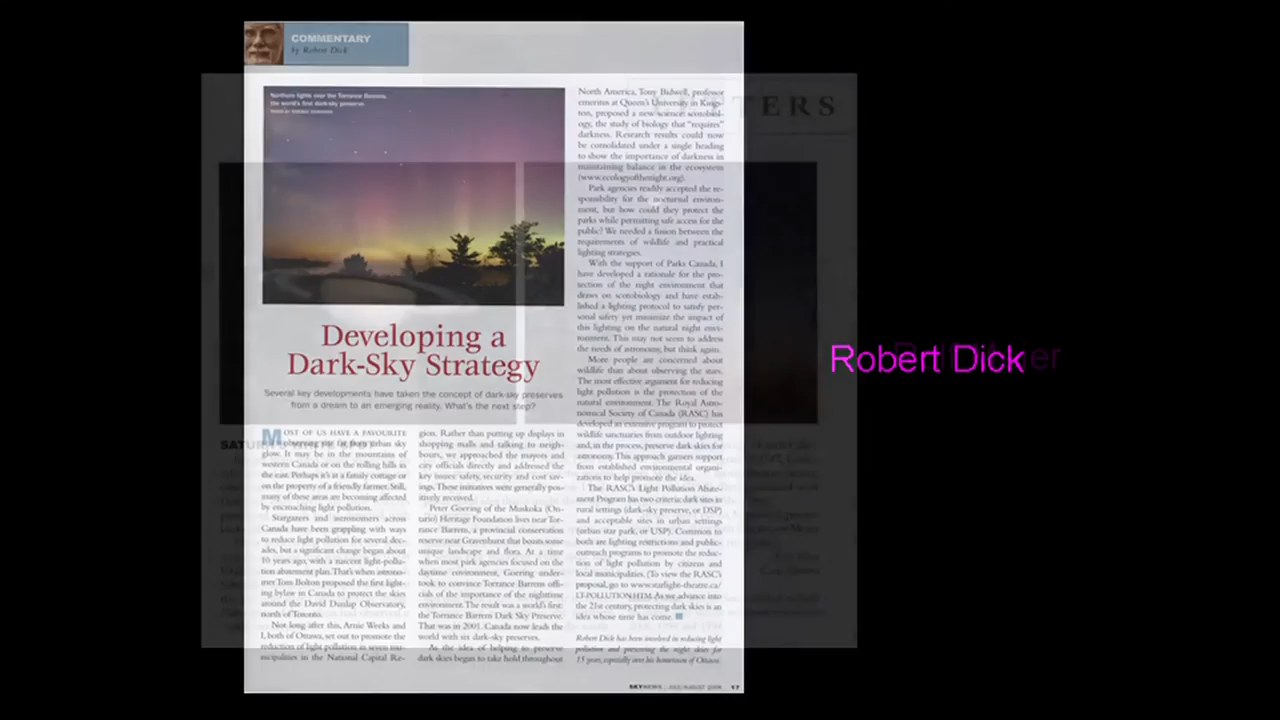 COMMENTARY
by Robert Dick
Northern lights over the Torrance Barrens,
the world's first dark-sky preserve
TERS
Developing a
Dark-Sky Strategy
Several key developments have taken the concept of dark-sky preserves
from a dream to an emerging reality. What's the next step?
MOST OF US HAVE A FAVOURITE
observing site far from urban sky
glow. It may be in the mountains of
western Canada or on the rolling hills in
the east. Perhaps it's at a family cottage or
on the property of a friendly farmer. Still,
many of these areas are becoming affected
by encroaching light pollution.
Stargazers and astronomers across
Canada have been grappling with ways
to reduce light pollution for several dec-
ades, but a significant change began about
10 years ago, with a nascent light-pollu-
tion abatement plan. That's when astrono-
mer Tom Bolton proposed the first light-
ing bylaw in Canada to protect the skies
around the David Dunlap Observatory,
north of Toronto.
Not long after this, Arnie Weeks and
I, both of Ottawa, set out to promote the
reduction of light pollution in seven mu-
nicipalities in the National Capital Re-
gion. Rather than putting up displays in
shopping malls and talking to neigh-
bours, we approached the mayors and
city officials directly and addressed the
key issues: safety, security and cost sav-
ings. These initiatives were generally pos-
itively received.
Peter Goering of the Muskoka (On-
tario) Heritage Foundation lives near Tor-
rance Barrens, a provincial conservation
reserve near Gravenhurst that boasts some
unique landscape and flora. At a time
when most park agencies focused on the
daytime environment, Goering under-
took to convince Torrance Barrens offi-
cials of the importance of the nighttime
environment. The result was a world's first:
the Torrance Barrens Dark Sky Preserve.
That was in 2001. Canada now leads the
world with six dark-sky preserves.
As the idea of helping to preserve
dark skies began to take hold throughout
North America, Tony Bidwell, professor
emeritus at Queen's University in Kings-
ton, proposed a new science: scotobiol-
ogy, the study of biology that "requires"
darkness. Research results could now
be consolidated under a single heading
to show the importance of darkness in
maintaining balance in the ecosystem
(www.ecologyofthenight.org).
Park agencies readily accepted the re-
sponsibility for the nocturnal environ-
ment, but how could they protect the
parks while permitting safe access for the
public? We needed a fusion between the
requirements of wildlife and practical
lighting strategies.
With the support of Parks Canada, I
have developed a rationale for the pro-
tection of the night environment that
draws on scotobiology and have estab-
lished a lighting protocol to satisfy per-
sonal safety yet minimize the impact of
this lighting on the natural night envi-
ronment. This may not seem to address
the needs of astronomy, but think again.
More people are concerned about
wildlife than about observing the stars.
The most effective argument for reducing
light pollution is the protection of the
natural environment. The Royal Astro-
nomical Society of Canada (RASC) has
developed an extensive program to protect
wildlife sanctuaries from outdoor lighting
and, in the process, preserve dark skies for
astronomy. This approach garners support
from established environmental organi-
zations to help promote the idea.
The RASC's Light Pollution Abate-
ment Program has two criteria: dark sites in
rural settings (dark-sky preserve, or DSP)
and acceptable sites in urban settings
(urban star park, or USP). Common to
both are lighting restrictions and public-
outreach programs to promote the reduc-
tion of light pollution by citizens and
local municipalities. (To view the RASC's
proposal, go to www.starlight-theatre.ca/
LT-POLLUTION.HTM. As we advance into
the 21st century, protecting dark skies is an
idea whose time has come.
Robert Dick has been involved in reducing light
pollution and preserving the night skies for
15 years, especially over his hometown of Ottawa.
SKYNEWS JULY/AUGUST 17
Robert Dick